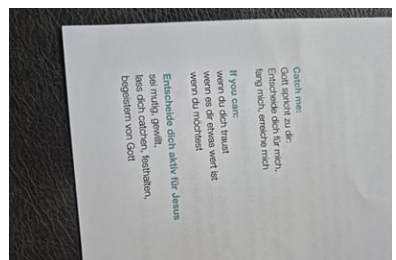 Catch me:
Gott spricht zu dir:
Entscheide dich für mich,
fang mich, erreiche mich
If you can:
wenn du dich traust
wenn es dir etwas wert ist
wenn du möchtest
Entscheide dich aktiv für Jesus
sei mutig, gewillt,
lass dich catchen, festhalten,
begeistern von Gott